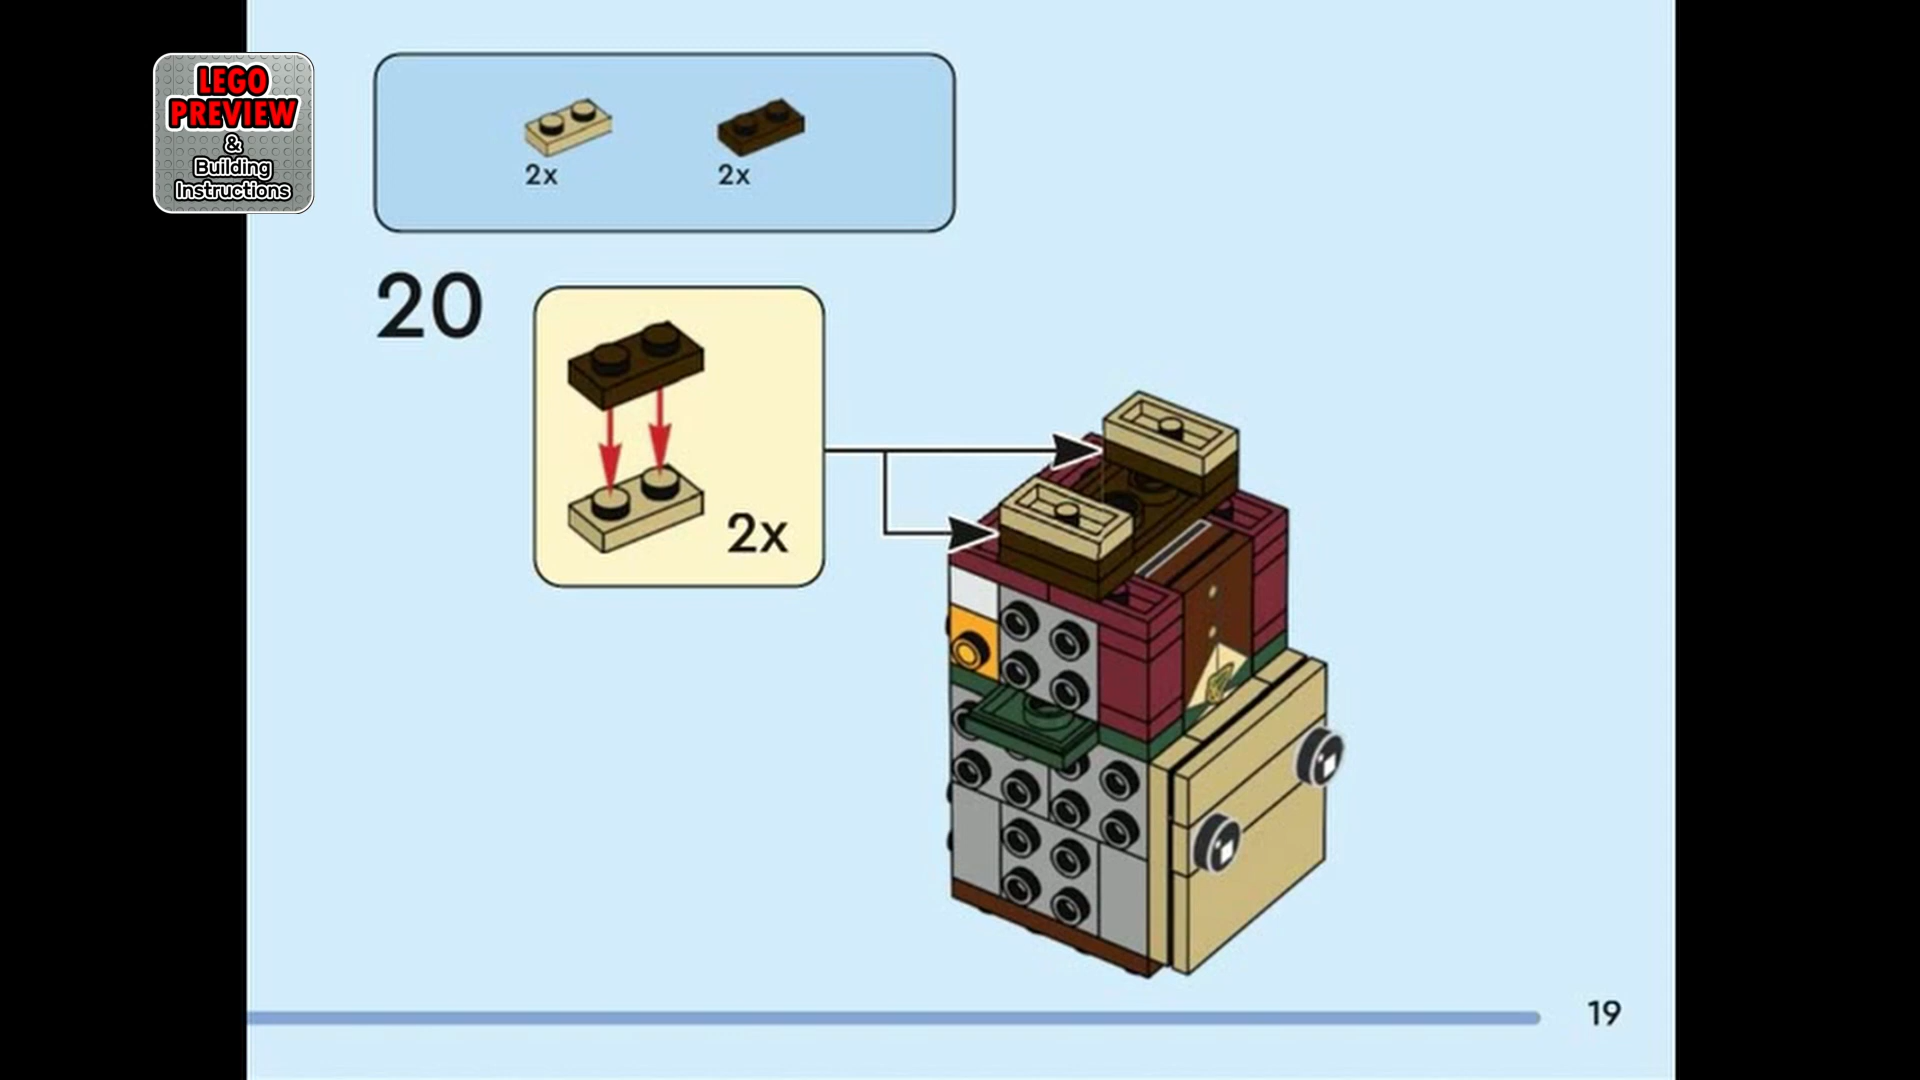 LEGO
PREVIEW
&
Building
Instructions
2x
2x
20
2x
19